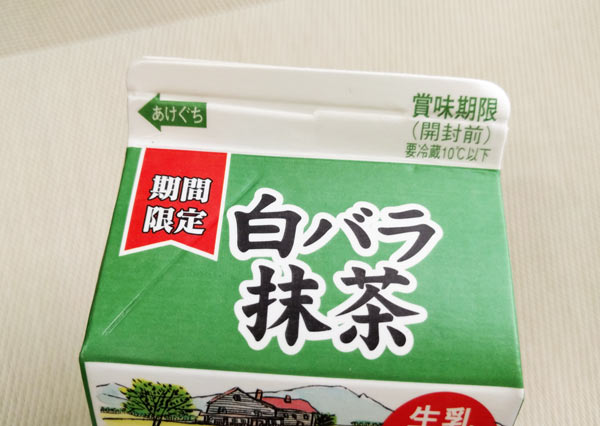 あけぐち
賞味期限
（開封前）
要冷蔵10℃以下
期間
限定
白バラ
抹茶
生乳